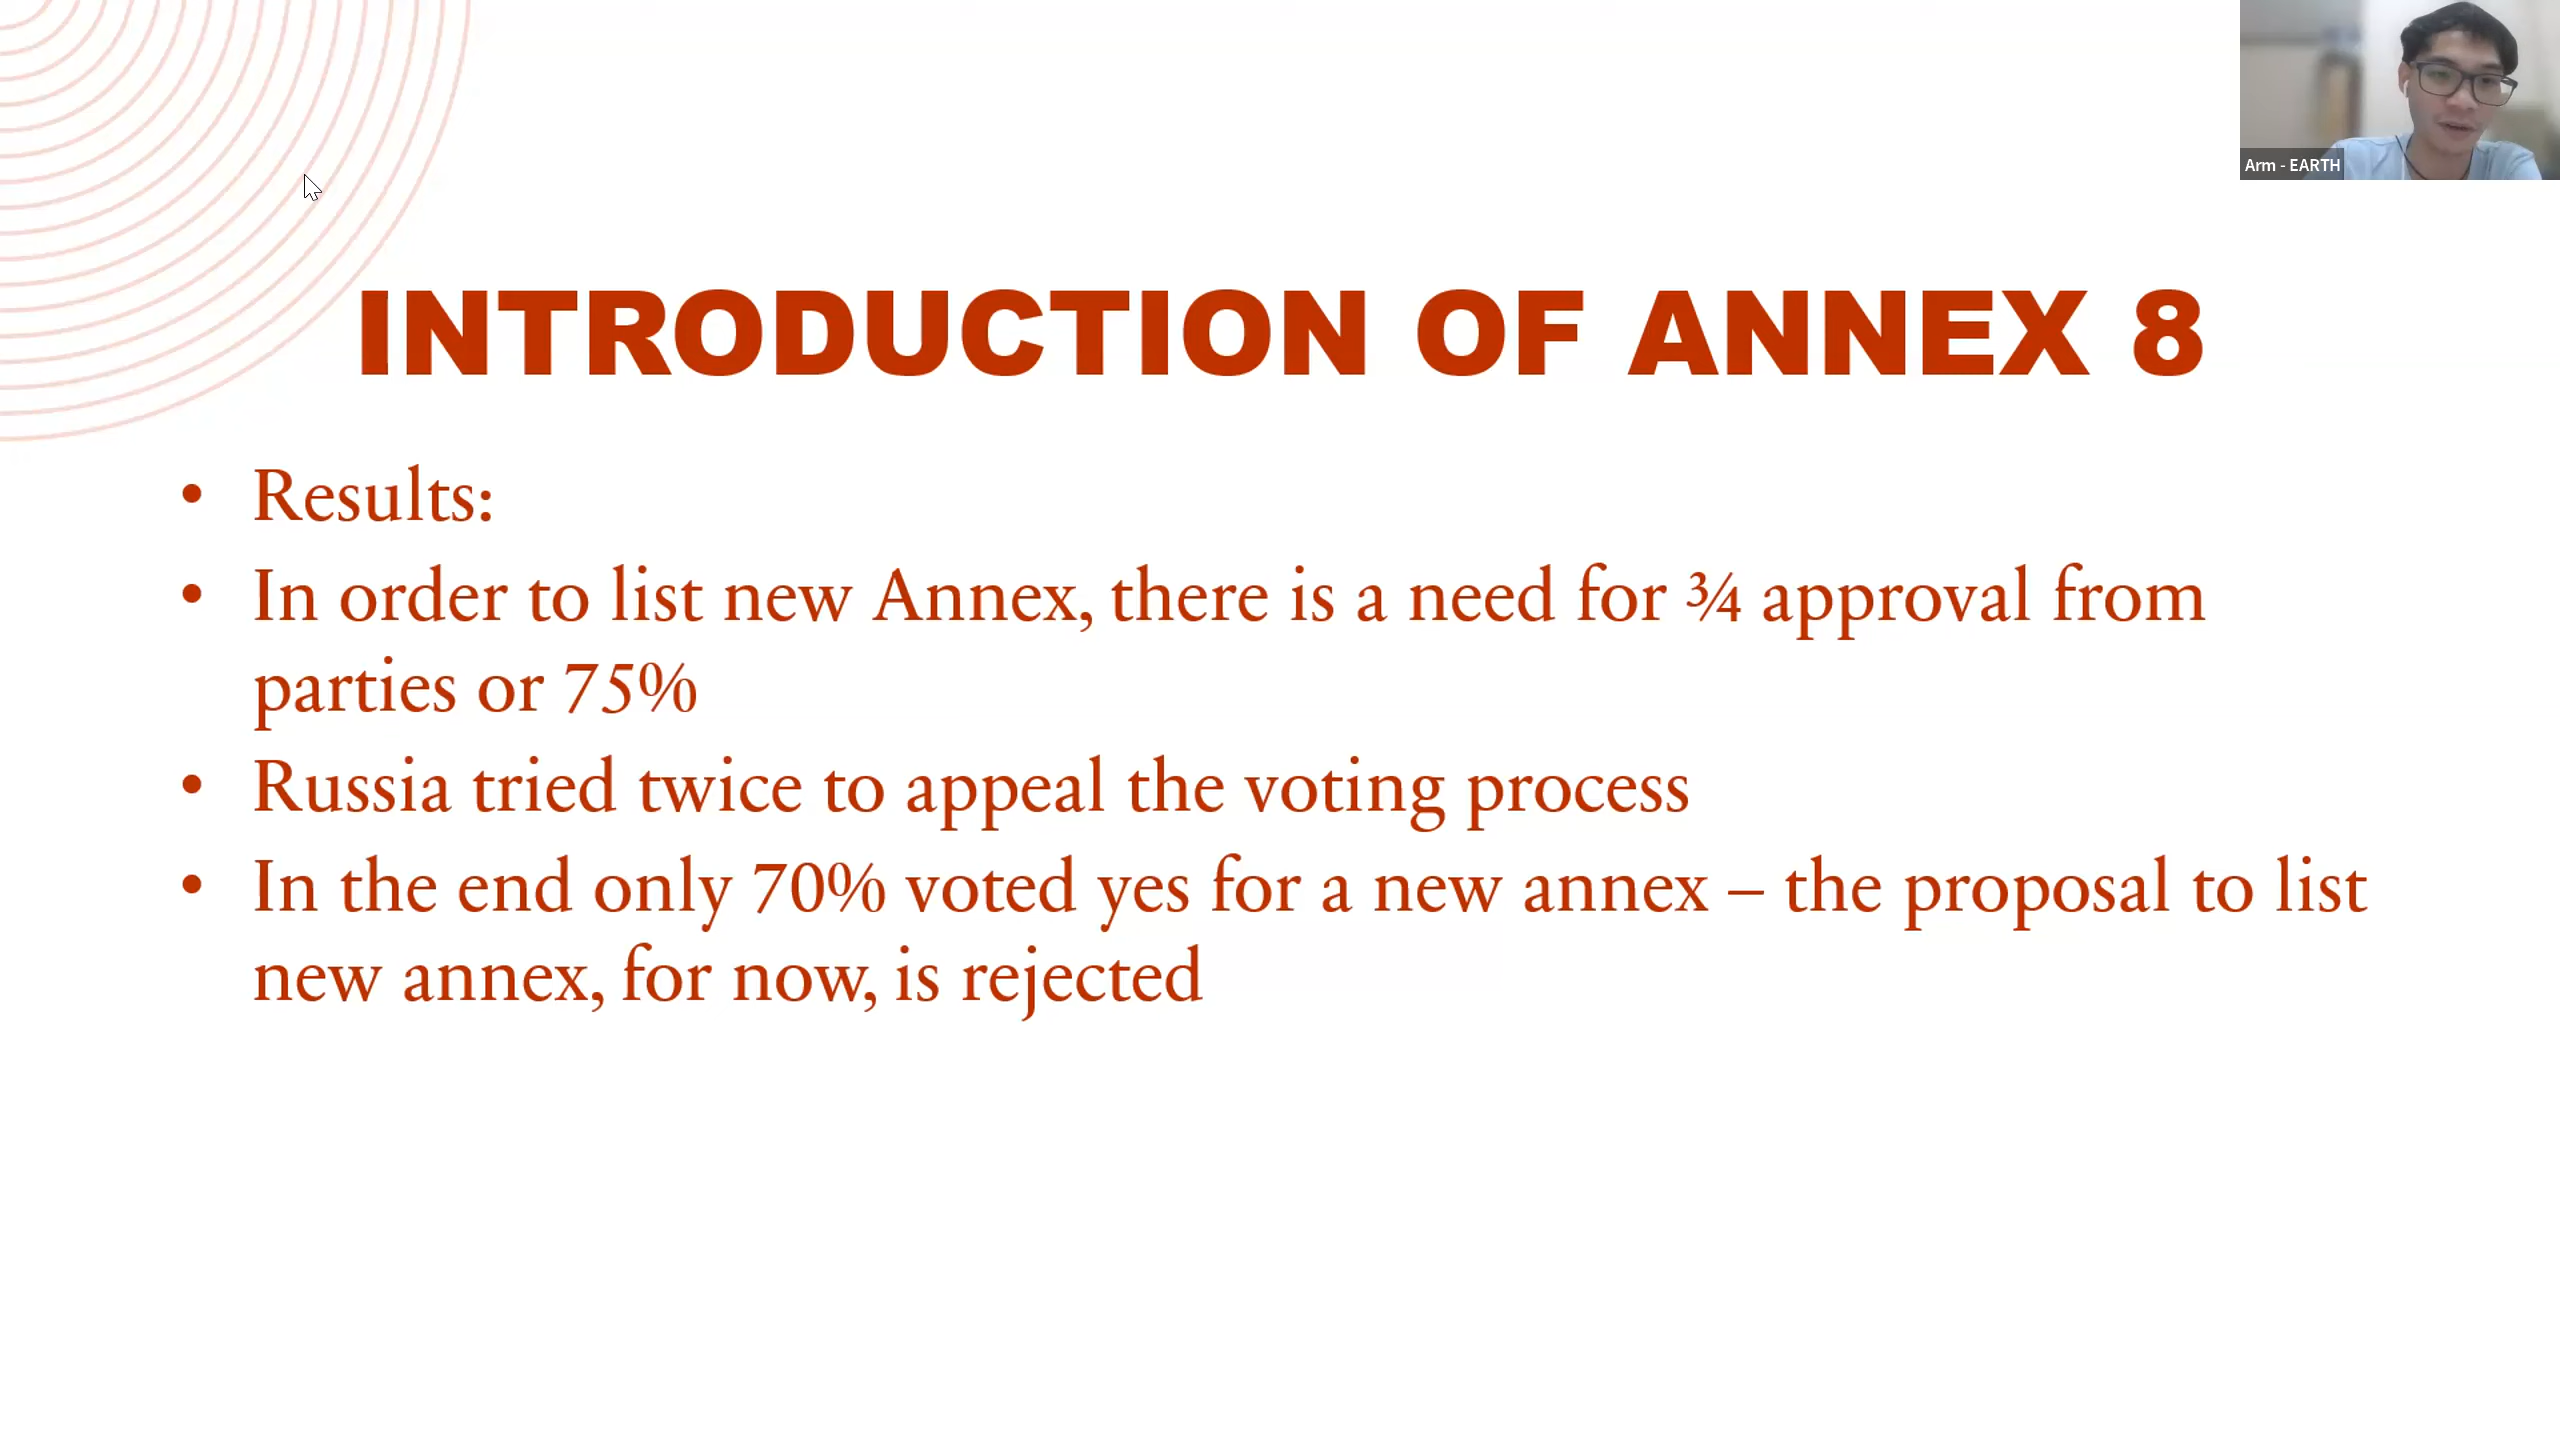 Arm - EARTH
INTRODUCTION OF ANNEX 8
• Results:
• In order to list new Annex, there is a need for ¾ approval from
parties or 75%
• Russia tried twice to appeal the voting process
• In the end only 70% voted yes for a new annex – the proposal to list
new annex, for now, is rejected